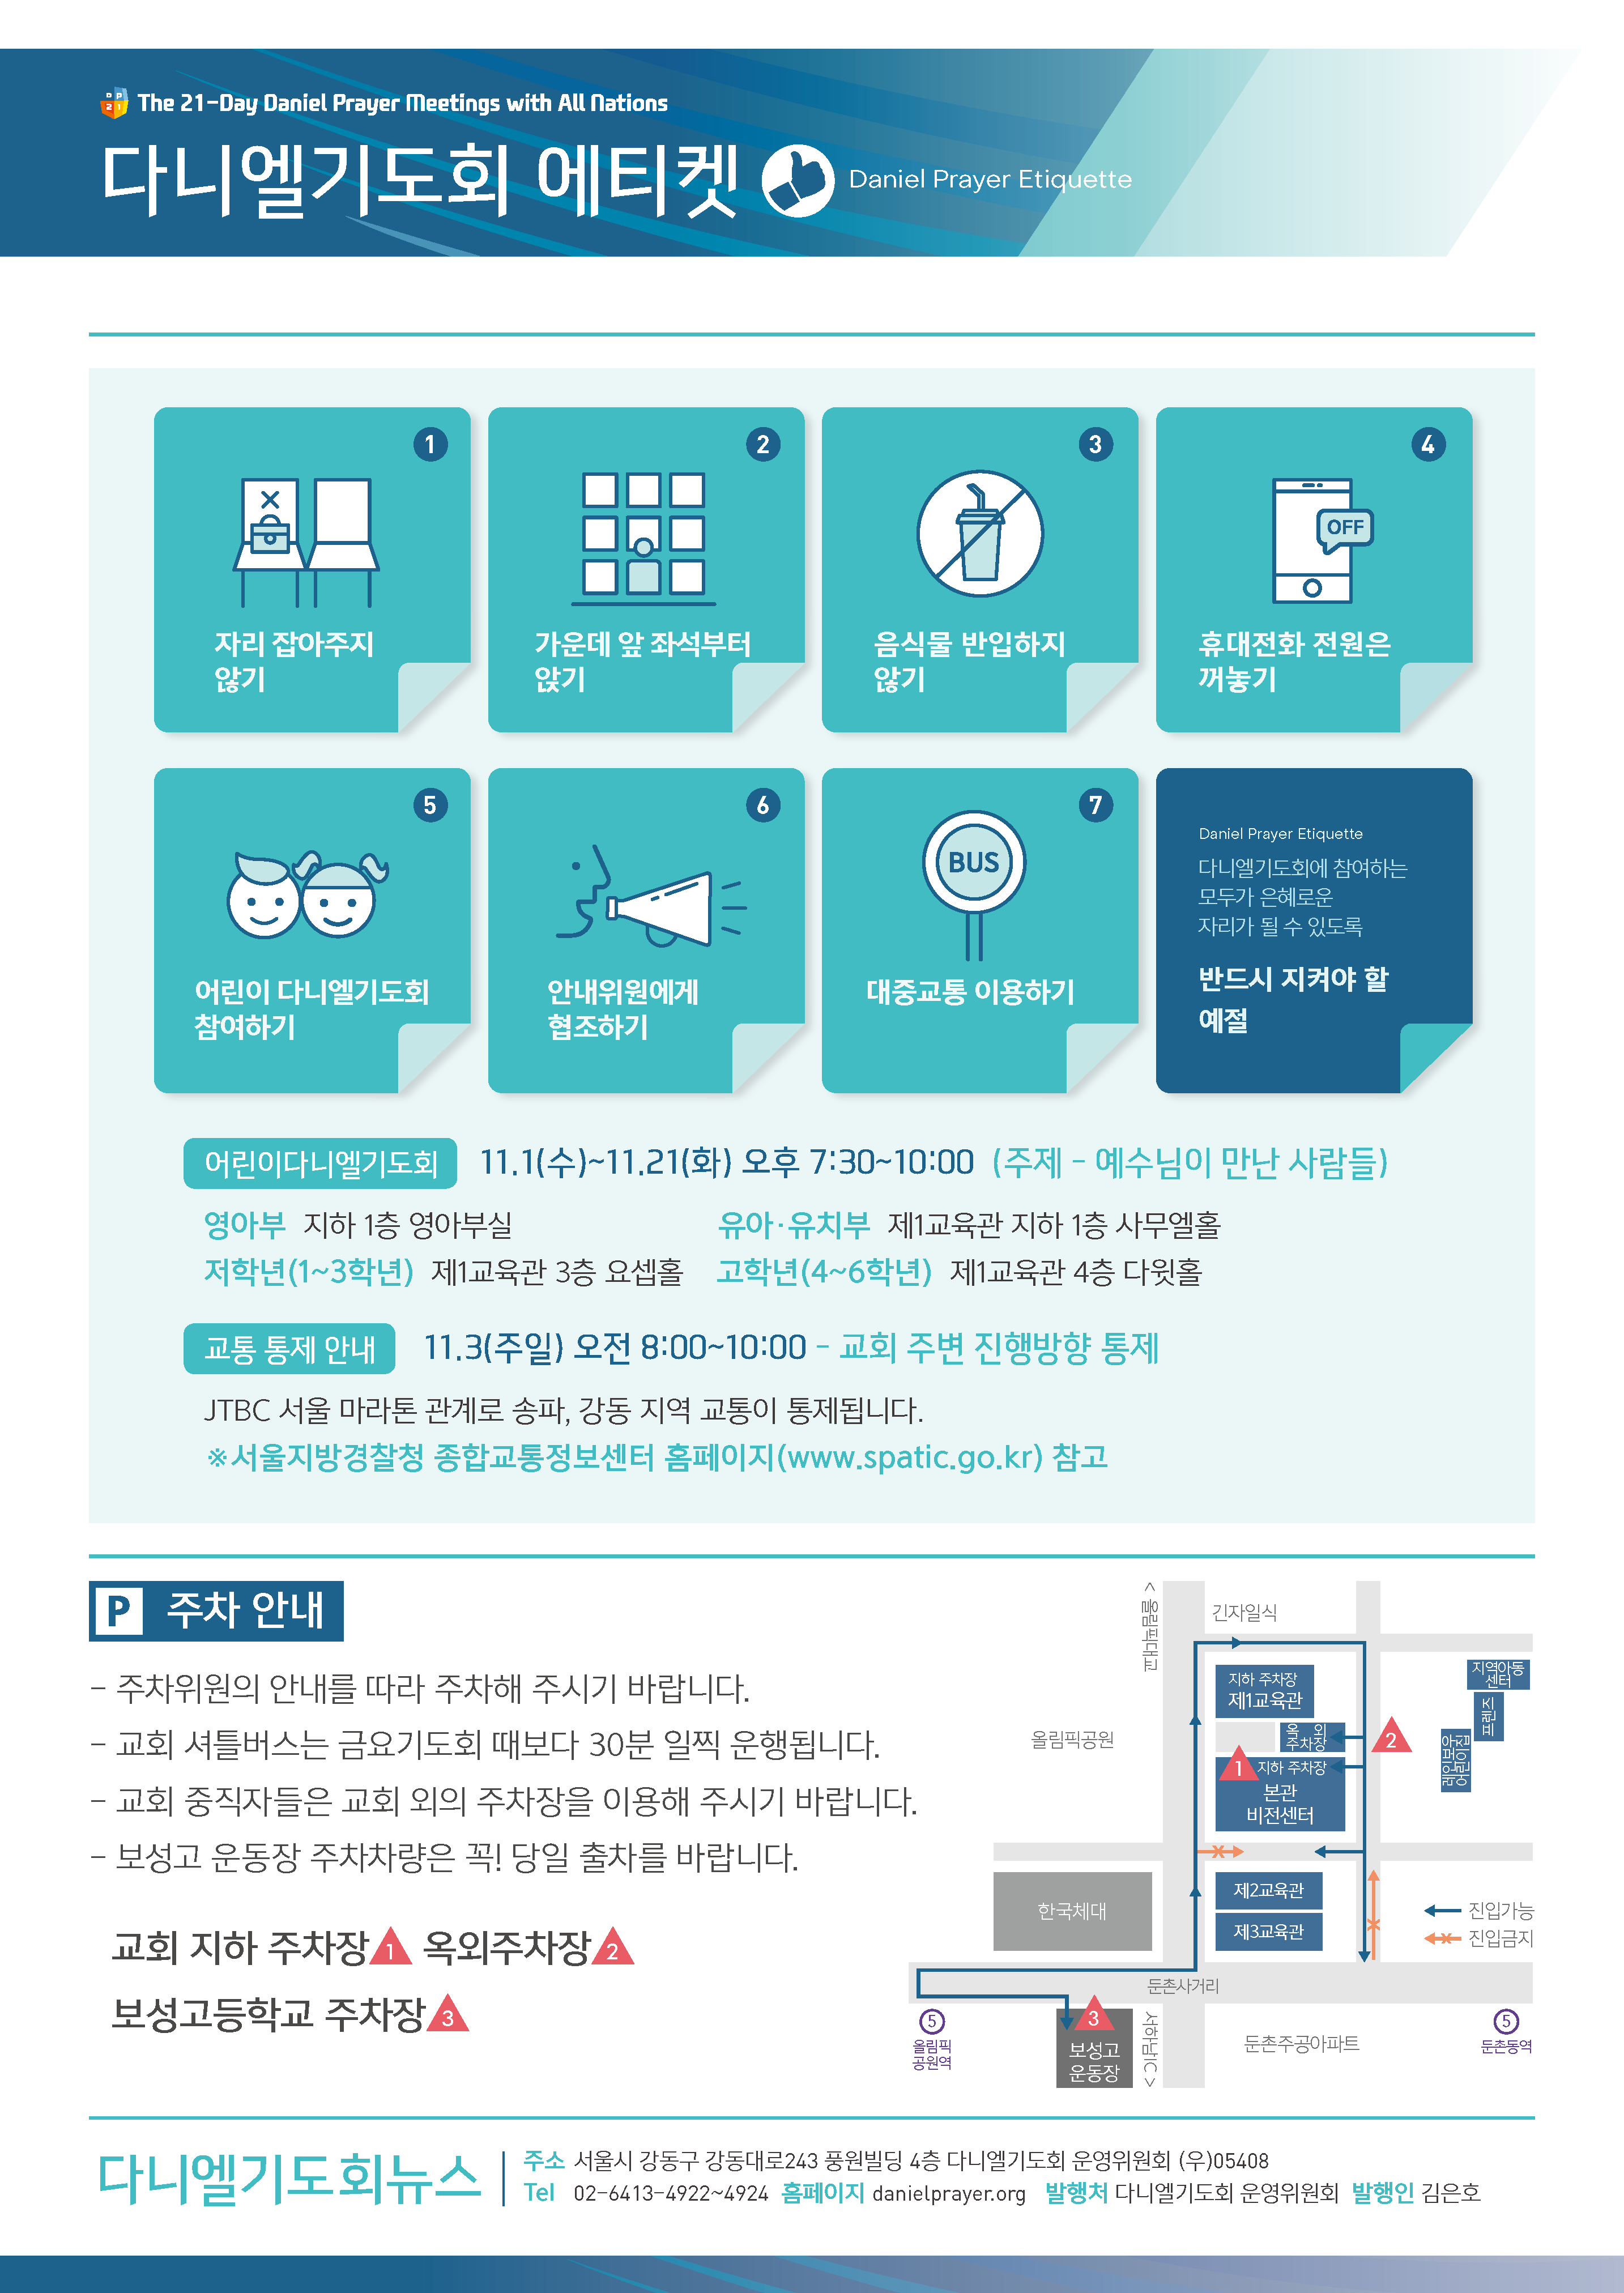 The 21-Day Daniel Prayer Meetings with All Nations
다니엘기도회 에티켓
Daniel Prayer Etiquette
1
자리 잡아주지
않기
2
가운데 앞 좌석부터
앉기
3
음식물 반입하지
않기
4
OFF
휴대전화 전원은
꺼놓기
5
어린이 다니엘기도회
참여하기
6
안내위원에게
협조하기
7
BUS
대중교통 이용하기
Daniel Prayer Etiquette
다니엘기도회에 참여하는
모두가 은혜로운
자리가 될 수 있도록
반드시 지켜야 할
예절
어린이다니엘기도회 11.1(수)~11.21(화) 오후 7:30~10:00 (주제 - 예수님이 만난 사람들)
영아부 지하 1층 영아부실 유아·유치부 제1교육관 지하 1층 사무엘홀
저학년(1~3학년) 제1교육관 3층 요셉홀 고학년(4~6학년) 제1교육관 4층 다윗홀
교통 통제 안내 11.3(주일) 오전 8:00~10:00 - 교회 주변 진행방향 통제
JTBC 서울 마라톤 관계로 송파, 강동 지역 교통이 통제됩니다.
※서울지방경찰청 종합교통정보센터 홈페이지(www.spatic.go.kr) 참고
P 주차 안내
- 주차위원의 안내를 따라 주차해 주시기 바랍니다.
- 교회 셔틀버스는 금요기도회 때보다 30분 일찍 운행됩니다.
- 교회 중직자들은 교회 외의 주차장을 이용해 주시기 바랍니다.
- 보성고 운동장 주차차량은 꼭! 당일 출차를 바랍니다.
교회 지하 주차장 1 옥외주차장 2
보성고등학교 주차장 3
< 올림픽대교
긴자일식
지하 주차장
제1교육관
지역아동
센터
프렌즈
레인보우
어린이집
올림픽공원
옥 외
주차장
2
1 지하 주차장
본관
비전센터
한국체대
제2교육관
제3교육관
진입가능
진입금지
둔촌사거리
5
올림픽
공원역
3
보성고
운동장
서하남IC >
둔촌주공아파트
5
둔촌동역
다니엘기도회뉴스
주소 서울시 강동구 강동대로243 풍원빌딩 4층 다니엘기도회 운영위원회 (우)05408
Tel 02-6413-4922~4924 홈페이지 danielprayer.org 발행처 다니엘기도회 운영위원회 발행인 김은호